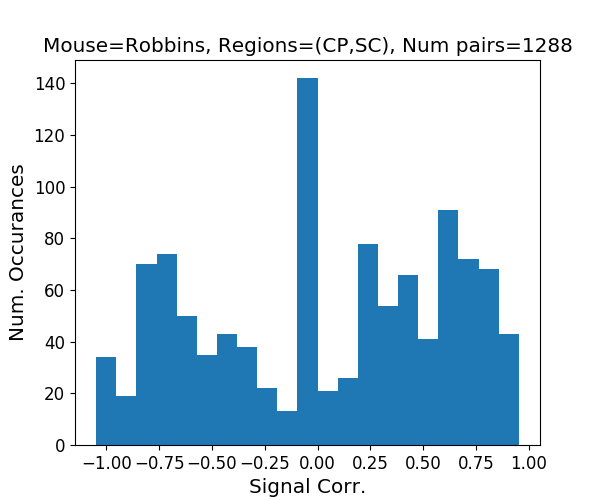 Mouse=Robbins, Regions=(CP,SC), Num pairs=1288
Num. Occurances
140
120
100
80
60
40
20
0
−1.00 −0.75 −0.50 −0.25 0.00 0.25 0.50 0.75 1.00
Signal Corr.